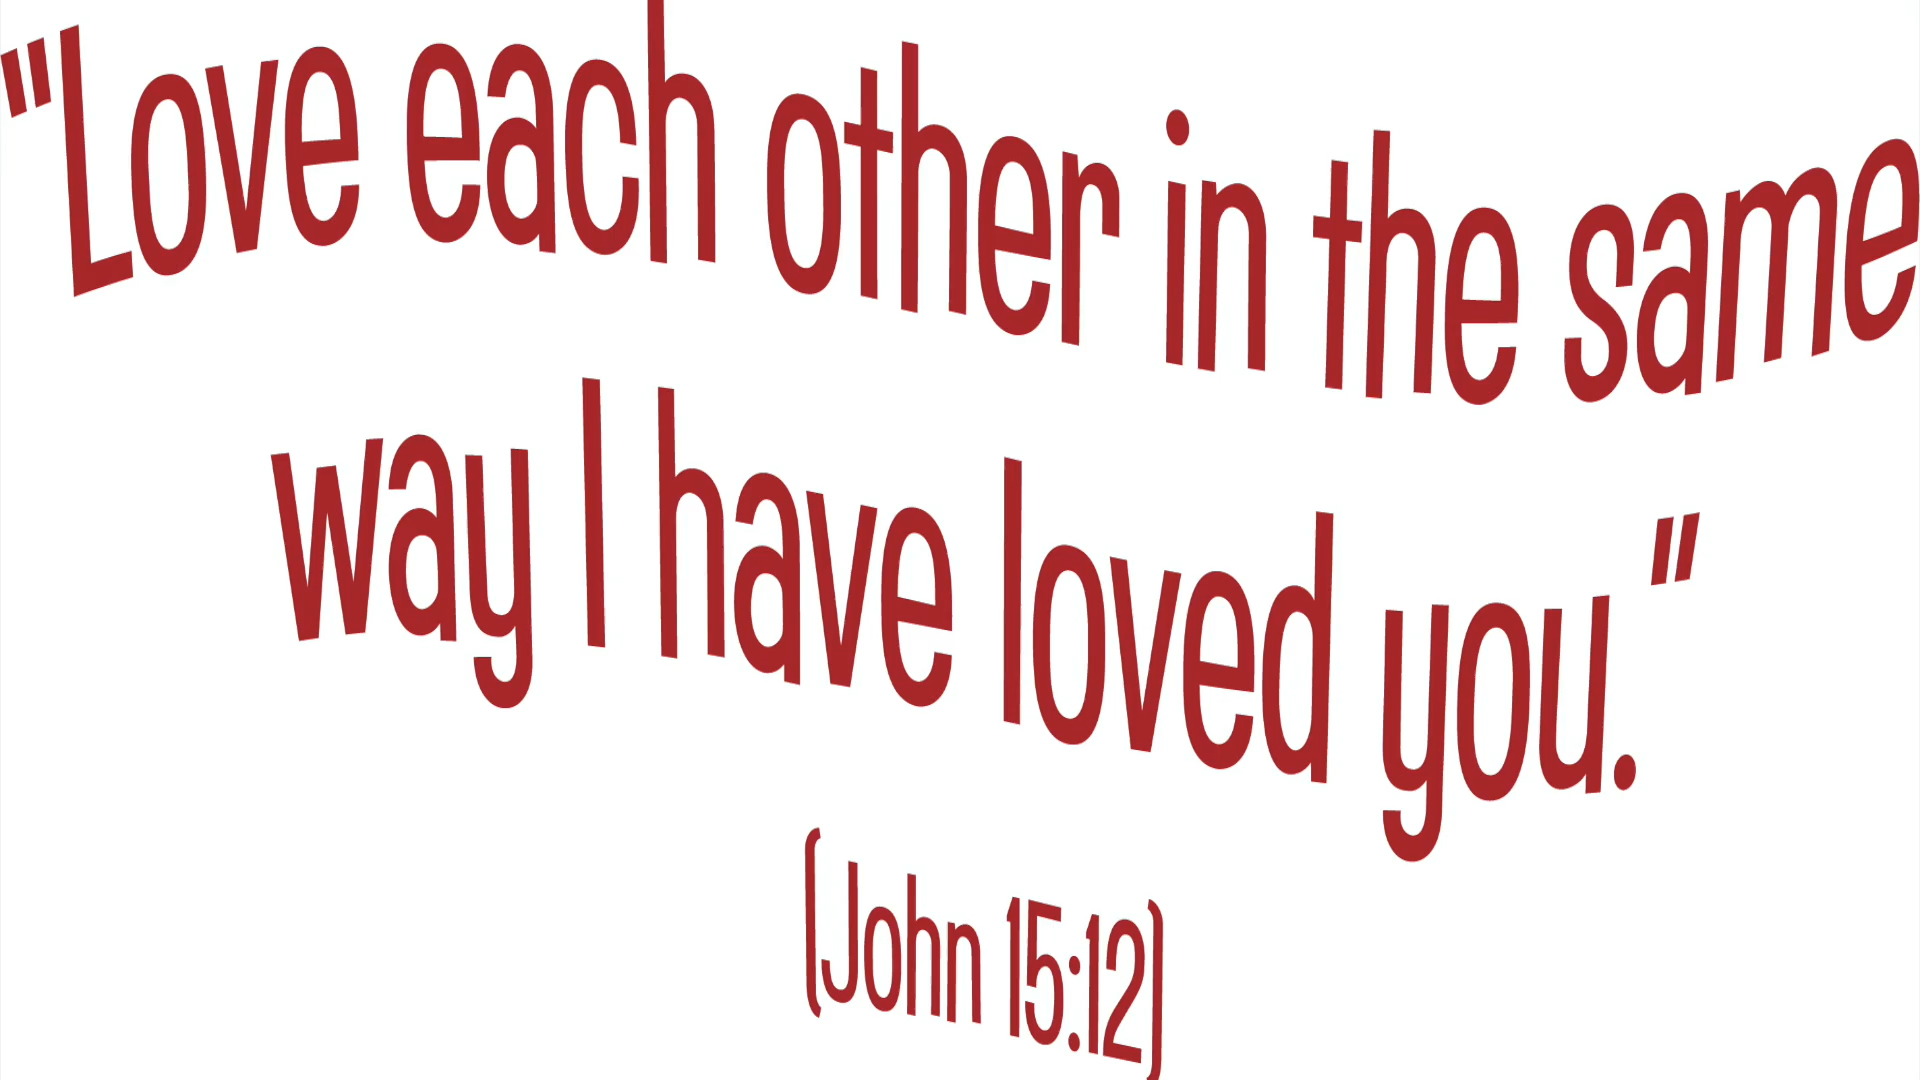 "Love each other in the same
way I have loved you."
(John 15:12)